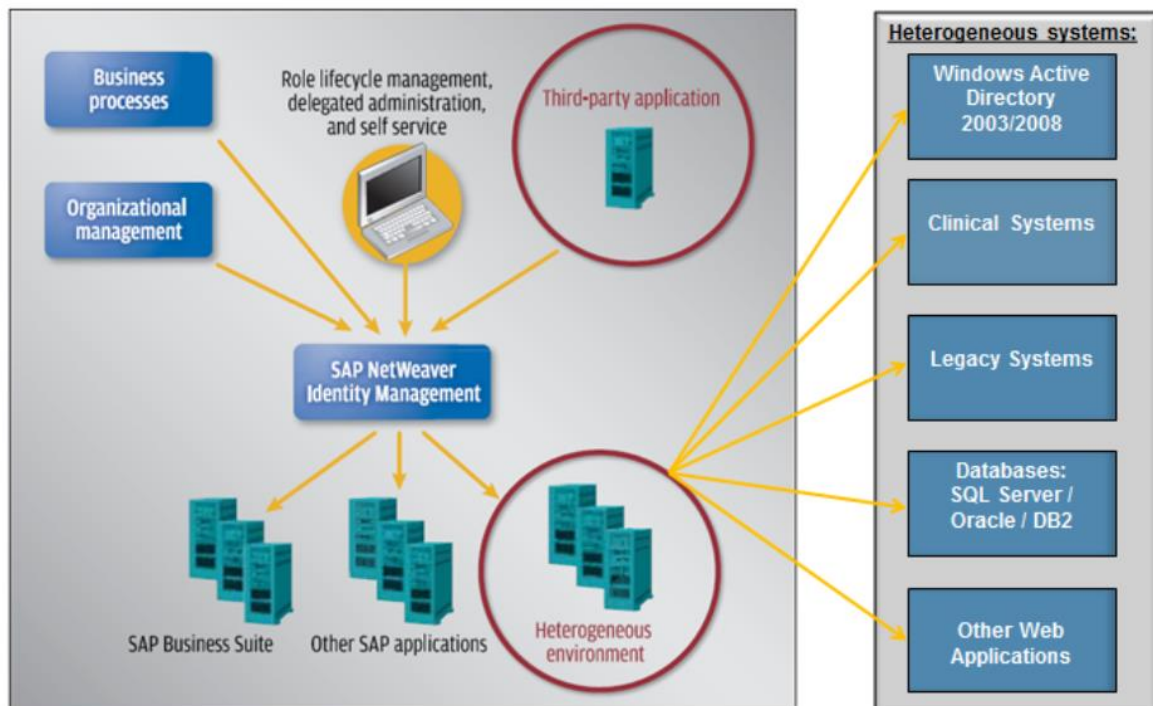 Business
processes
Organizational
management
Role lifecycle management,
delegated administration,
and self service
Third-party application
SAP NetWeaver
Identity Management
SAP Business Suite
Other SAP applications
Heterogeneous
environment
Heterogeneous systems:
Windows Active
Directory
2003/2008
Clinical Systems
Legacy Systems
Databases:
SQL Server /
Oracle / DB2
Other Web
Applications